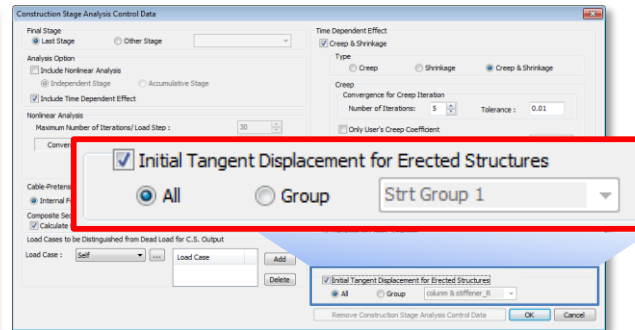 Construction Stage Analysis Control Data
Final Stage
Last Stage
Other Stage
Analysis Option
Include Nonlinear Analysis
Independent Stage
Accumulative Stage
Include Time Dependent Effect
Nonlinear Analysis
Maximum Number of Iterations/Load Step :
30
Conver
Cable-Pretens
Internal F
Composite Sec
Calculate
Load Cases to be Distinguished from Dead Load for C.S. Output
Load Case :
Self
...
Load Case
Add
Delete
Time Dependent Effect
Creep & Shrinkage
Type
Creep
Shrinkage
Creep & Shrinkage
Creep
Convergence for Creep Iteration
Number of Iterations:
5
Tolerance :
0.01
Only User's Creep Coefficient
Initial Tangent Displacement for Erected Structures
All
Group
Strt Group 1
Initial Tangent Displacement for Erected Structures
All
Group
column & stiffener_R
Remove Construction Stage Analysis Control Data
OK
Cancel